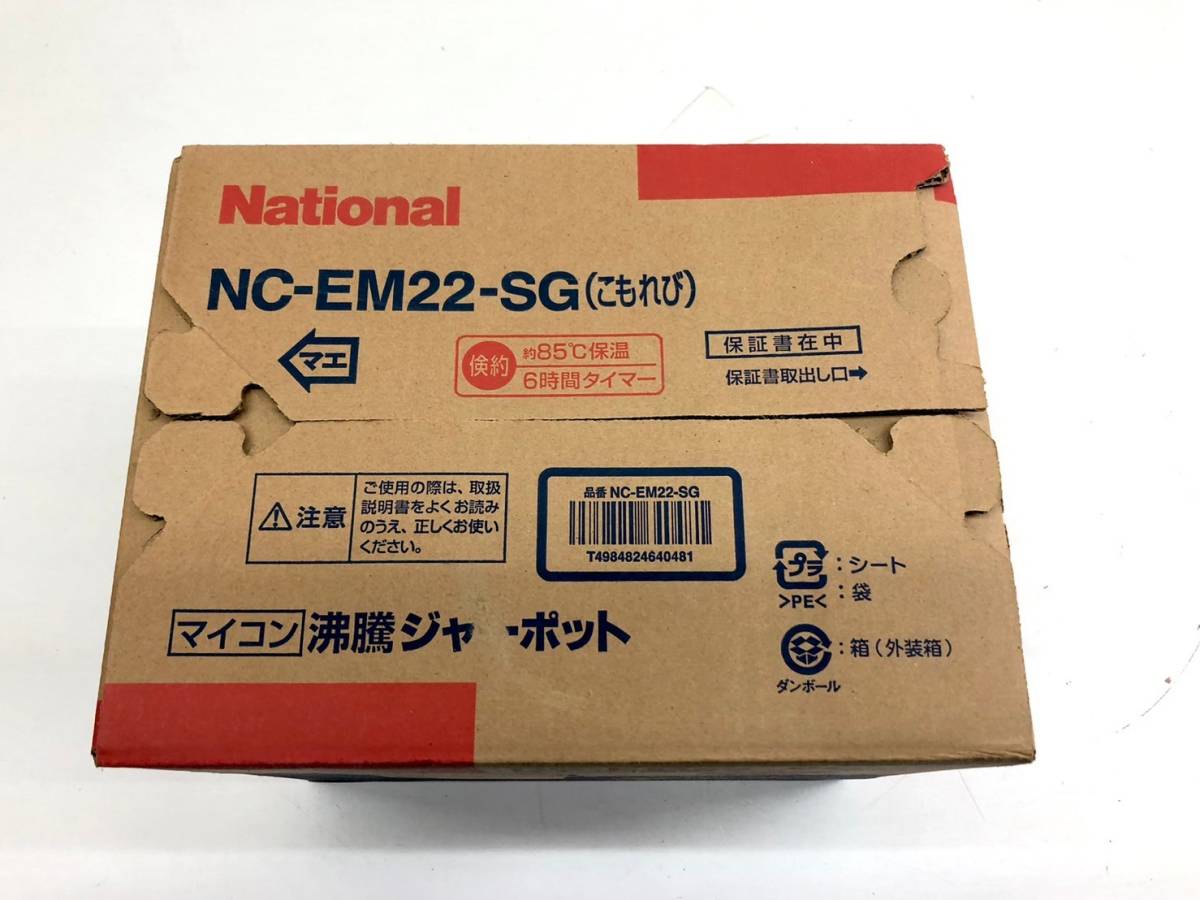 National
NC-EM22-SG(こもれび)
マエ
倹約
約85℃保温
6時間タイマー
保証書在中
保証書取出し口➡
⚠注意
ご使用の際は、取扱
説明書をよくお読み
のうえ、正しくお使い
ください。
品番 NC-EM22-SG
T4984824640481
プラ:シート
>PE<:袋
マイコン 沸騰ジャーポット
:箱(外装箱)
ダンボール